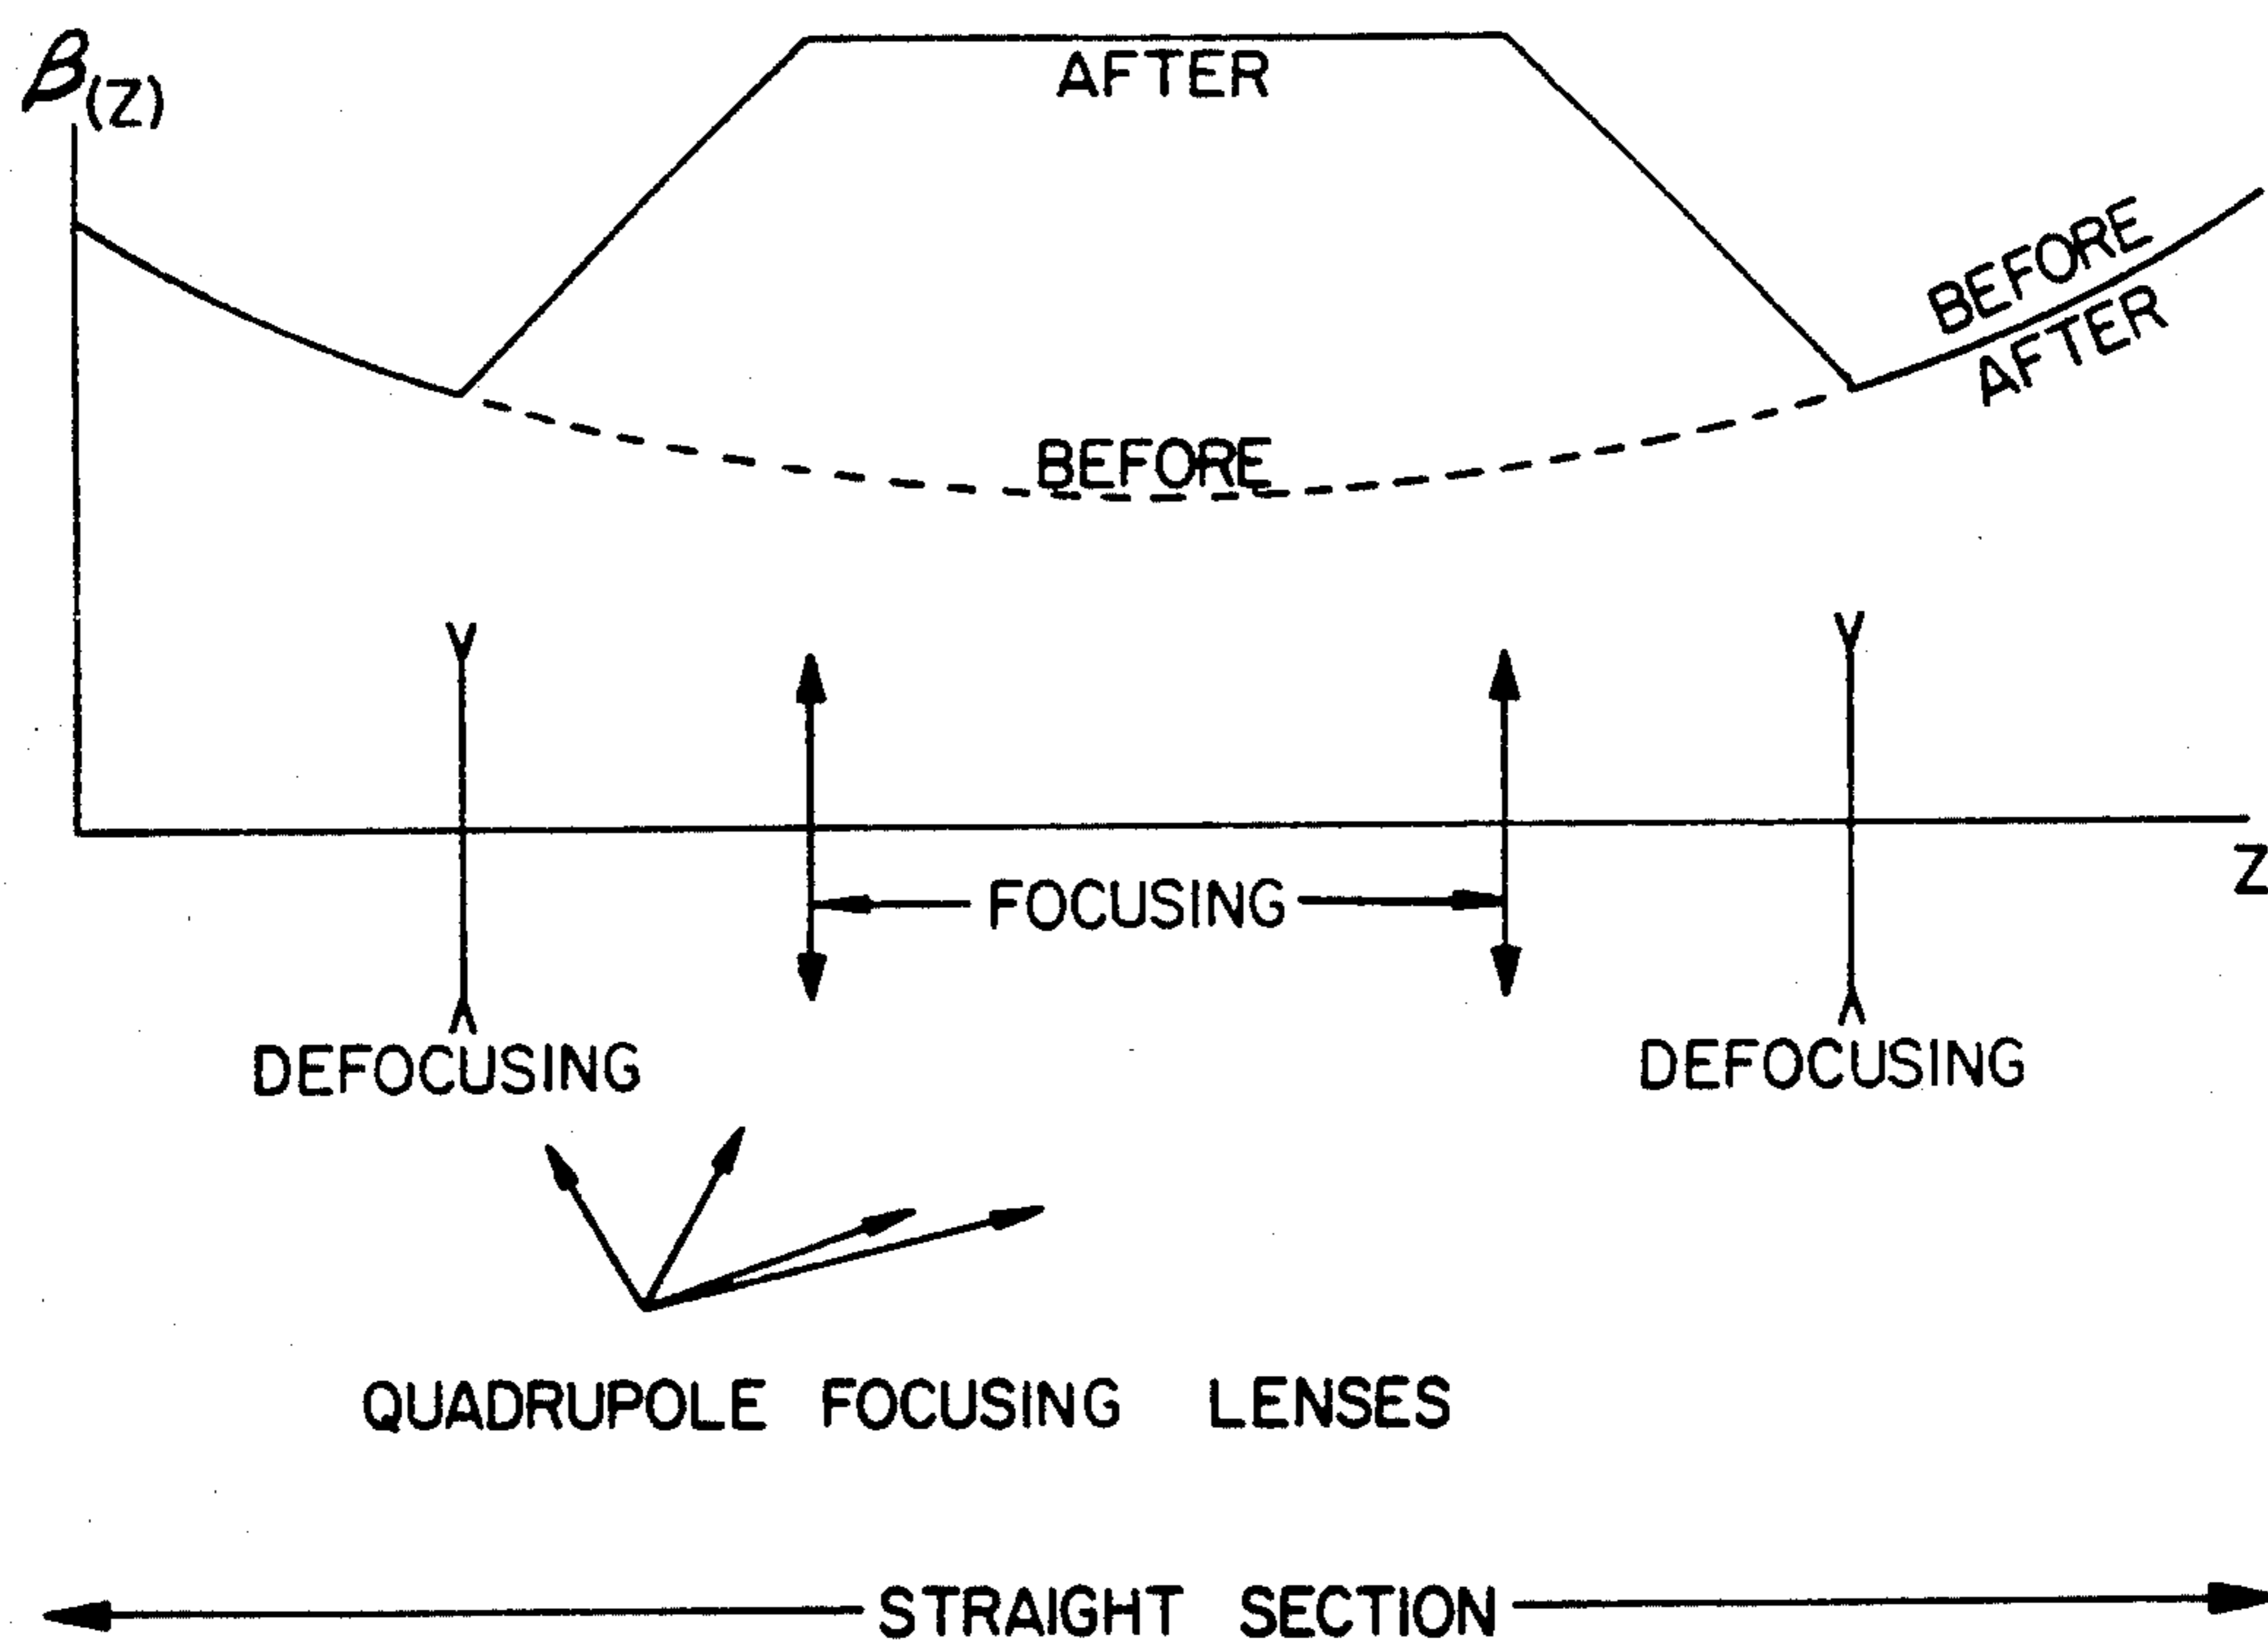 β(Z)
AFTER
BEFORE
AFTER
BEFORE
Z
FOCUSING
DEFOCUSING
DEFOCUSING
QUADRUPOLE FOCUSING LENSES
STRAIGHT SECTION